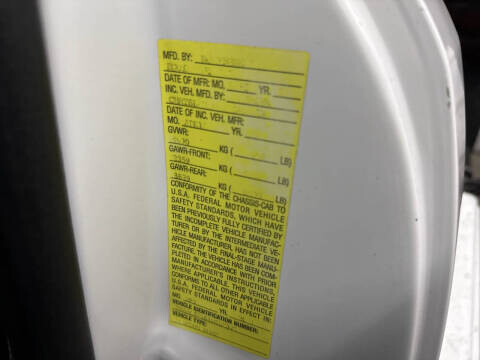 MFD. BY:
DATE OF MFR: MO. YR.
INC. VEH. MFD. BY:
DATE OF INC. VEH. MFR:
MO. YR.
GVWR:
KG ( LB)
GAWR-FRONT:
KG ( LB)
GAWR-REAR:
KG ( LB)
CONFORMITY OF THE CHASSIS-CAB TO
U.S.A. FEDERAL MOTOR VEHICLE
SAFETY STANDARDS, WHICH HAVE
BEEN PREVIOUSLY FULLY CERTIFIED BY
THE INCOMPLETE VEHICLE MANUFAC-
TURER OR BY THE INTERMEDIATE VE-
HICLE MANUFACTURER, HAS NOT BEEN
AFFECTED BY THE FINAL-STAGE MANU-
FACTURE. THE VEHICLE HAS BEEN COM-
PLETED IN ACCORDANCE WITH PRIOR
MANUFACTURER'S INSTRUCTIONS,
WHERE APPLICABLE. THIS VEHICLE
CONFORMS TO ALL OTHER APPLICABLE
U.S.A. FEDERAL MOTOR VEHICLE
SAFETY STANDARDS IN EFFECT IN:
MO. YR.
VEHICLE IDENTIFICATION NUMBER:
VEHICLE TYPE: